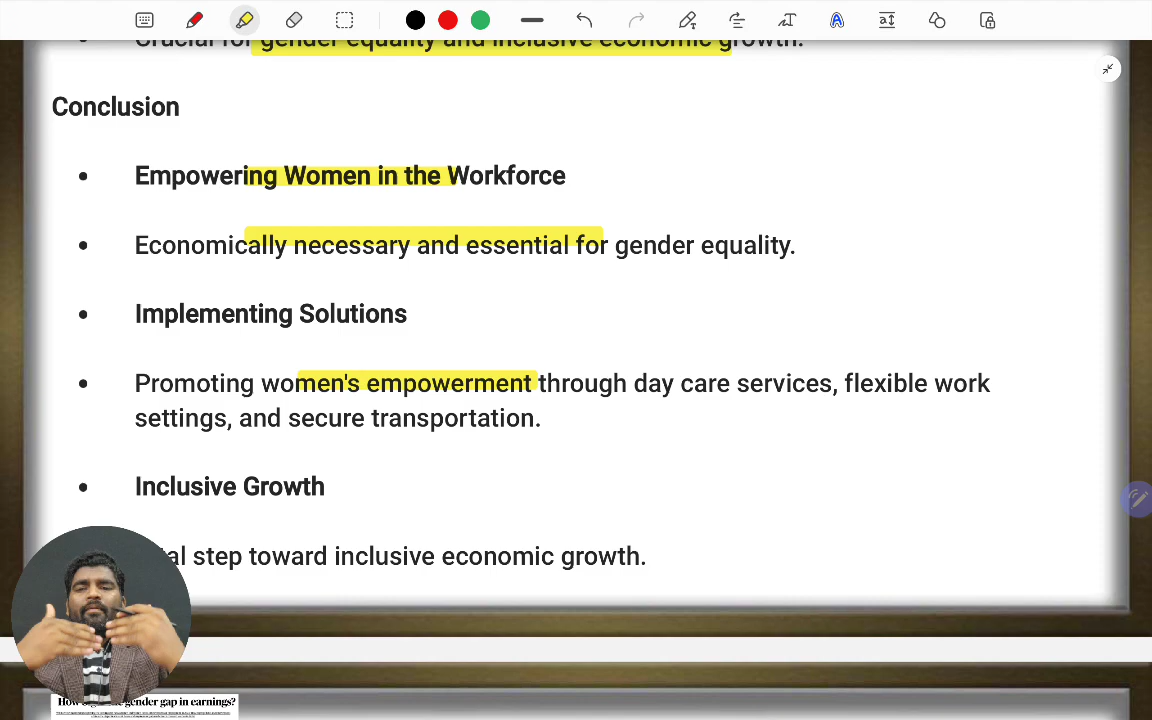 Crucial for gender equality and inclusive economic growth.
Conclusion
Empowering Women in the Workforce
Economically necessary and essential for gender equality.
Implementing Solutions
Promoting women's empowerment through day care services, flexible work
settings, and secure transportation.
Inclusive Growth
step toward inclusive economic growth.
gender gap in earnings?